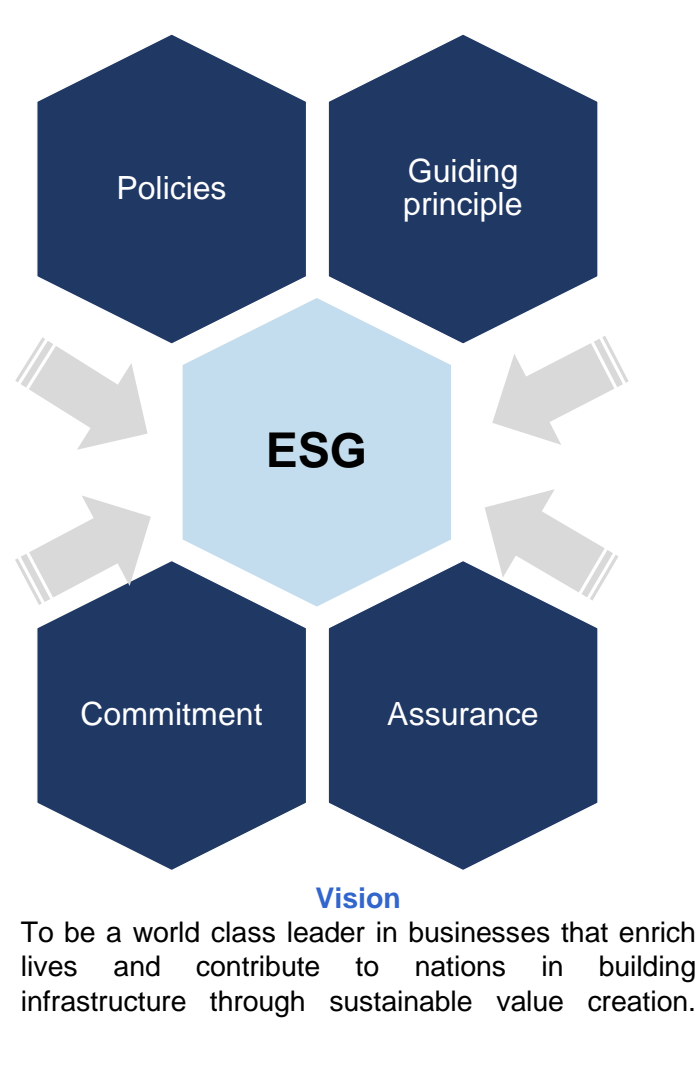 Policies
Guiding
principle
ESG
Commitment
Assurance
Vision
To be a world class leader in businesses that enrich
lives and contribute to nations in building
infrastructure through sustainable value creation.